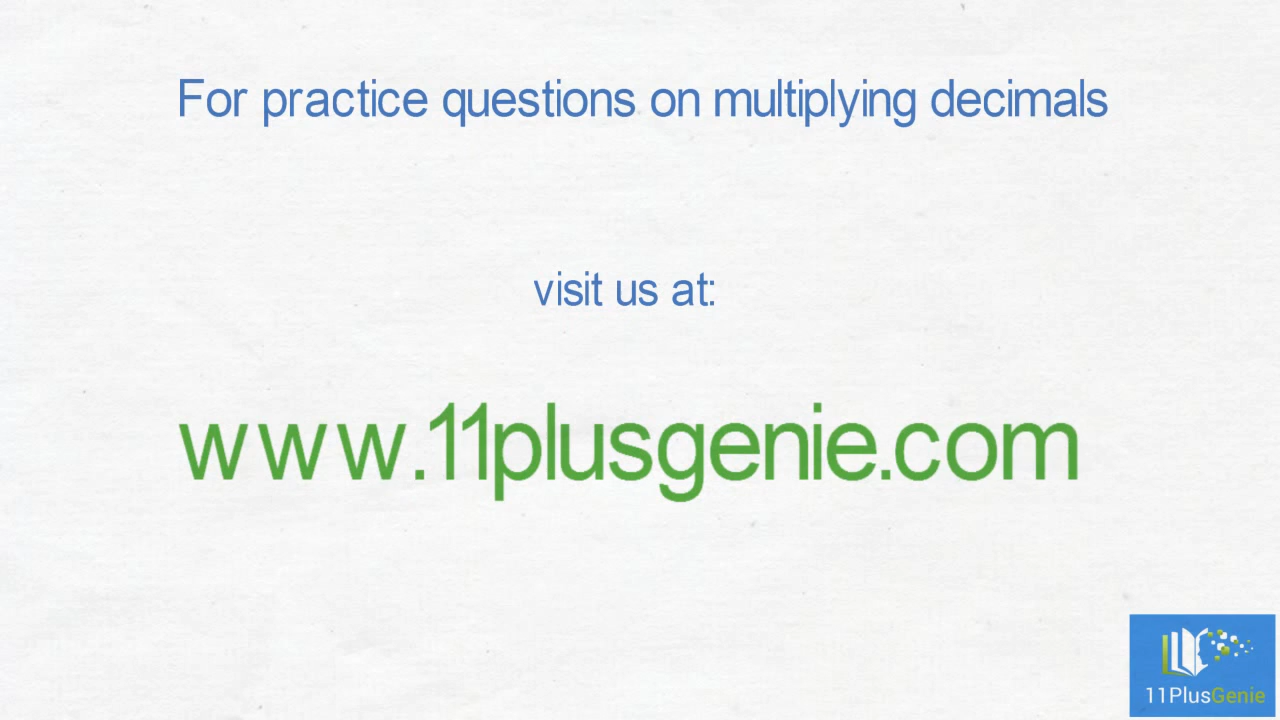 For practice questions on multiplying decimals
visit us at:
www.11plusgenie.com
11PlusGenie